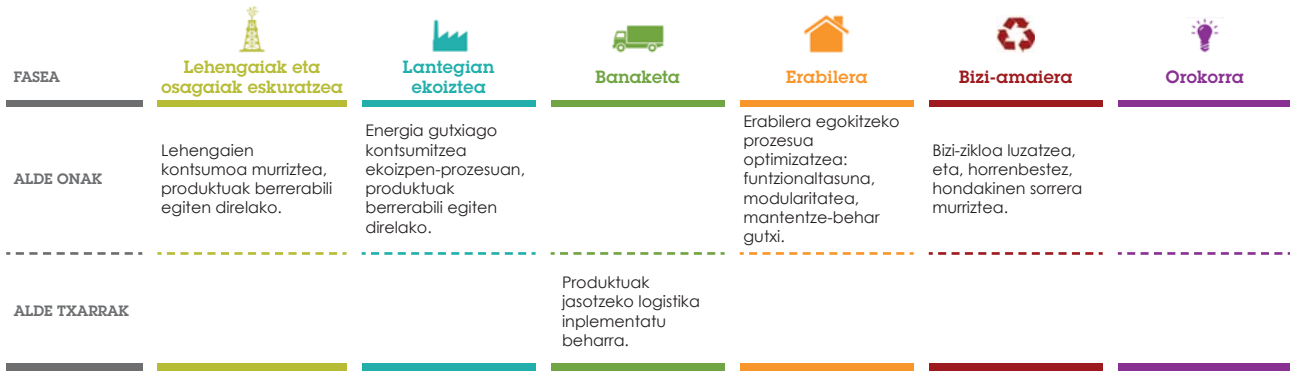 FASEA
Lehengaiak eta
osagaiak eskuratzea
Lantegian
ekoiztea
Banaketa
Erabilera
Bizi-amaiera
Orokorra
ALDE ONAK
Lehengaien
kontsumoa murriztea,
produktuak berrerabili
egiten direlako.
Energia gutxiago
kontsumitzea
ekoizpen-prozesuan,
produktuak
berrerabili egiten
direlako.
Erabilera egokitzeko
prozesua
optimizatzea:
funtzionaltasuna,
modularitatea,
mantentze-behar
gutxi.
Bizi-zikloa luzatzea,
eta, horrenbestez,
hondakinen sorrera
murriztea.
ALDE TXARRAK
Produktuak
jasotzeko logistika
inplementatu
beharra.